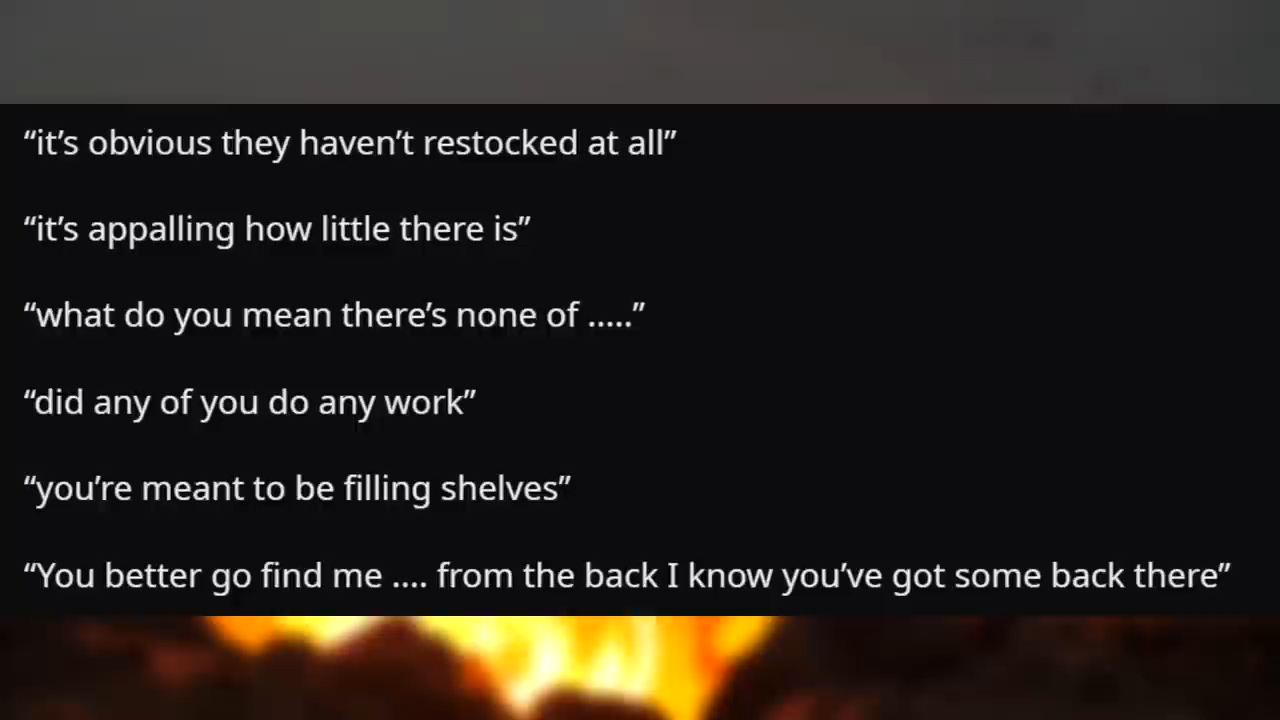 “it’s obvious they haven’t restocked at all”
“it’s appalling how little there is”
“what do you mean there’s none of .....”
“did any of you do any work”
“you’re meant to be filling shelves”
“You better go find me .... from the back I know you’ve got some back there”